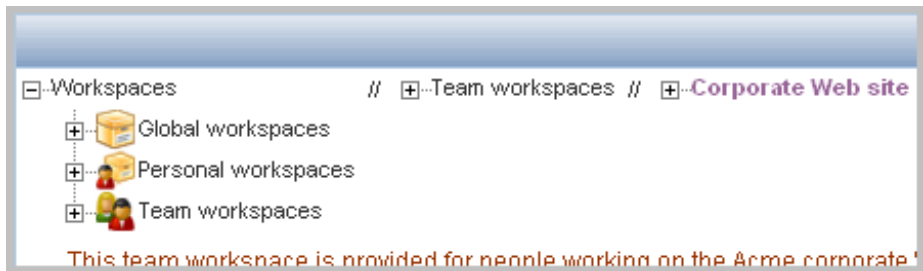 Workspaces // Team workspaces // Corporate Web site
Global workspaces
Personal workspaces
Team workspaces
This team workspace is provided for people working on the Acme corporate